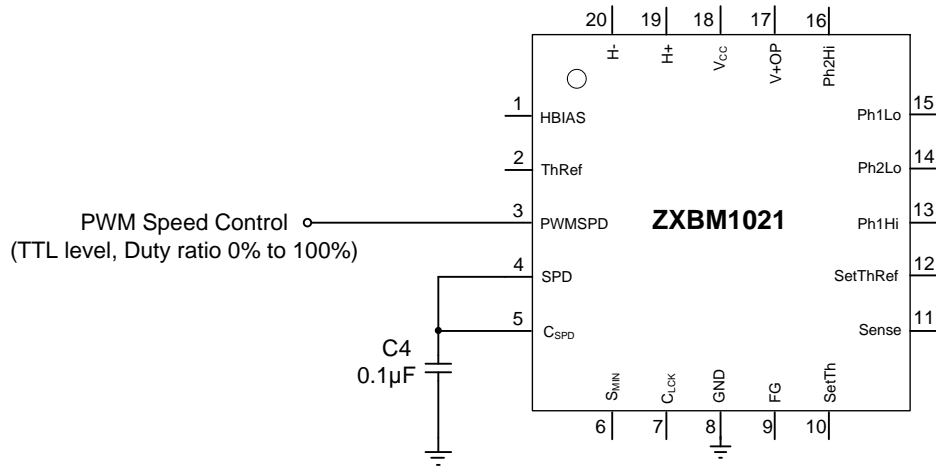 20 19 18 17 16
H- H+ VCC V+OP Ph2Hi
1 HBIAS
Ph1Lo 15
2 ThRef
Ph2Lo 14
PWM Speed Control
(TTL level, Duty ratio 0% to 100%)
3 PWMSPD
ZXBM1021
Ph1Hi 13
4 SPD
SetThRef 12
5 CSPD
Sense 11
C4
0.1µF
SMIN CLCK GND FG SetTh
6 7 8 9 10